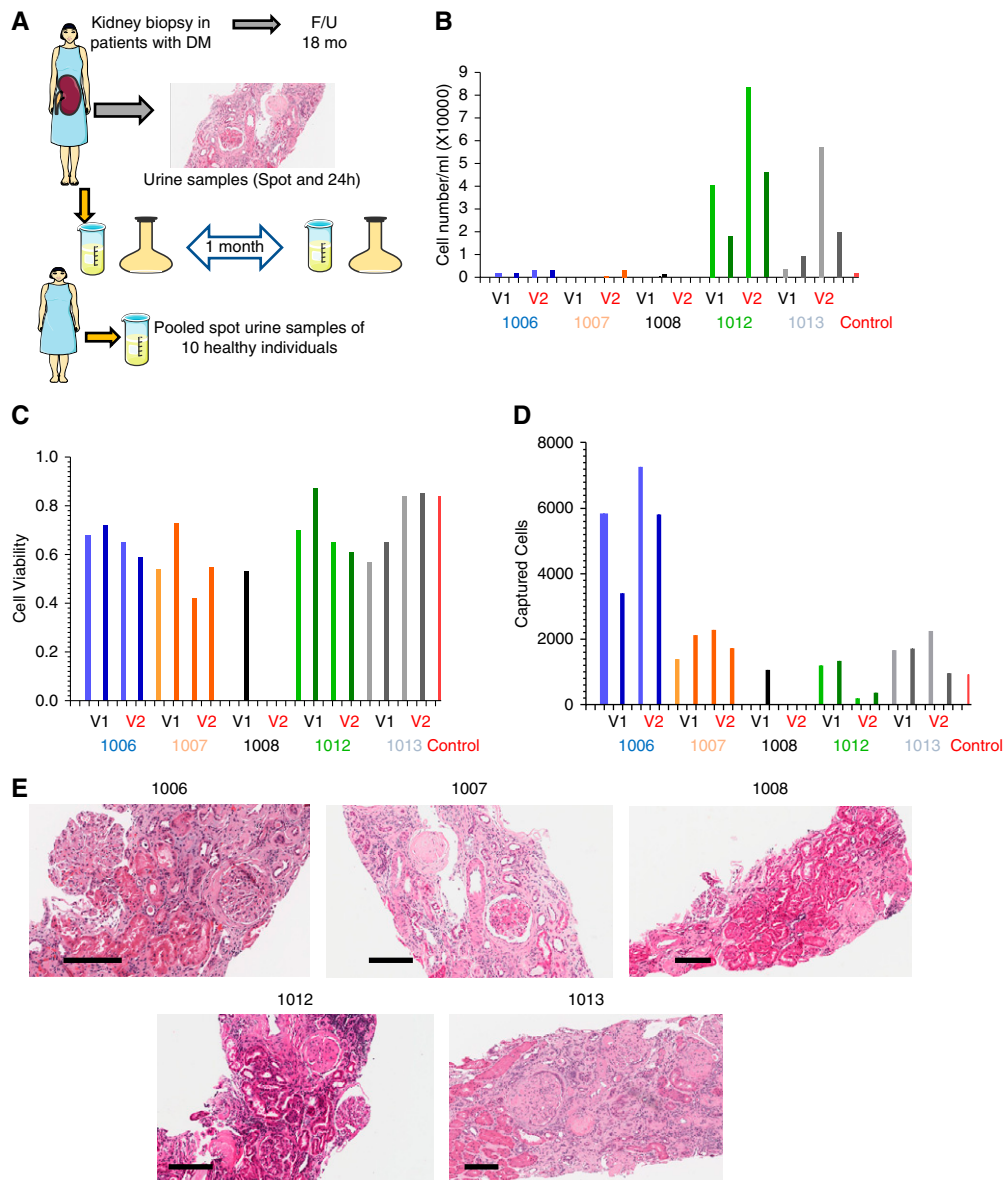 A
Kidney biopsy in
patients with DM
F/U
18 mo
Urine samples (Spot and 24h)
1 month
Pooled spot urine samples of
10 healthy individuals
B
Cell number/ml (X10000)
9
8
7
6
5
4
3
2
1
0
V1 V2 V1 V2 V1 V2 V1 V2 V1 V2
1006 1007 1008 1012 1013 Control
C
Cell Viability
1.0
0.8
0.6
0.4
0.2
0.0
V1 V2 V1 V2 V1 V2 V1 V2 V1 V2
1006 1007 1008 1012 1013 Control
D
Captured Cells
8000
6000
4000
2000
0
V1 V2 V1 V2 V1 V2 V1 V2 V1 V2
1006 1007 1008 1012 1013 Control
E
1006 1007 1008
1012 1013